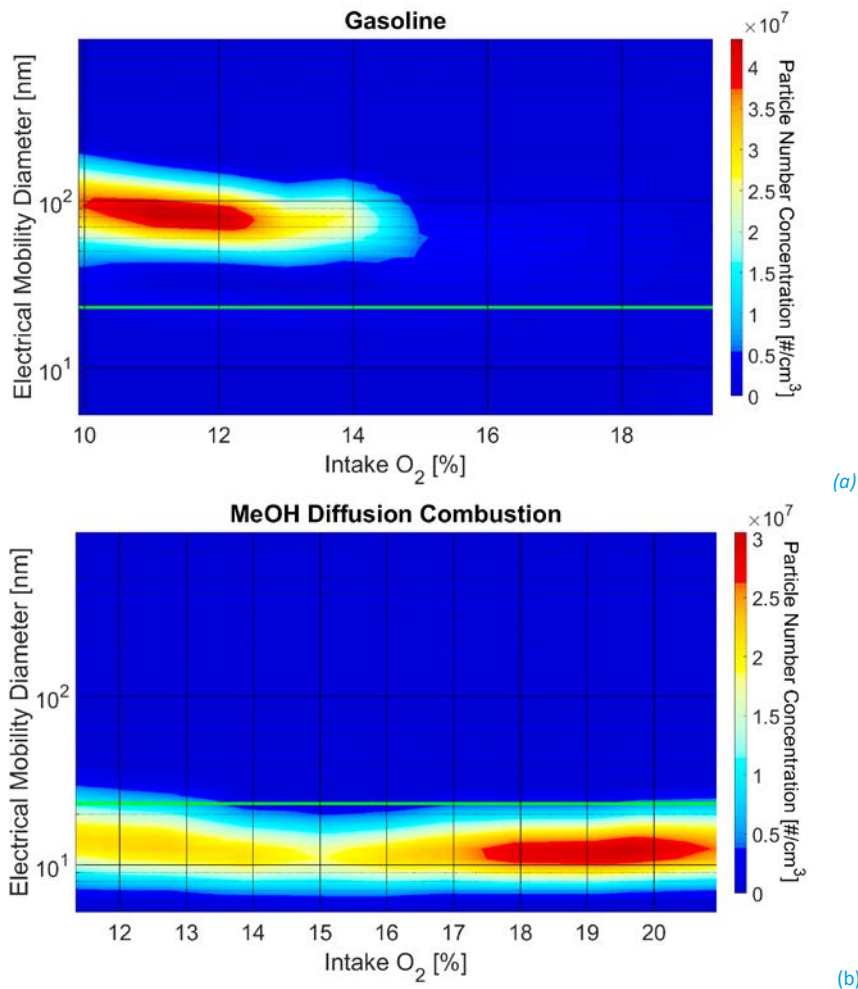 Gasoline
×10⁷
Electrical Mobility Diameter [nm]
10²
10¹
10 12 14 16 18
Intake O₂ [%]
4
3.5
3
2.5
2
1.5
1
0.5
0
Particle Number Concentration [#/cm³]
(a)
MeOH Diffusion Combustion
×10⁷
Electrical Mobility Diameter [nm]
10²
10¹
12 13 14 15 16 17 18 19 20
Intake O₂ [%]
3
2.5
2
1.5
1
0.5
0
Particle Number Concentration [#/cm³]
(b)